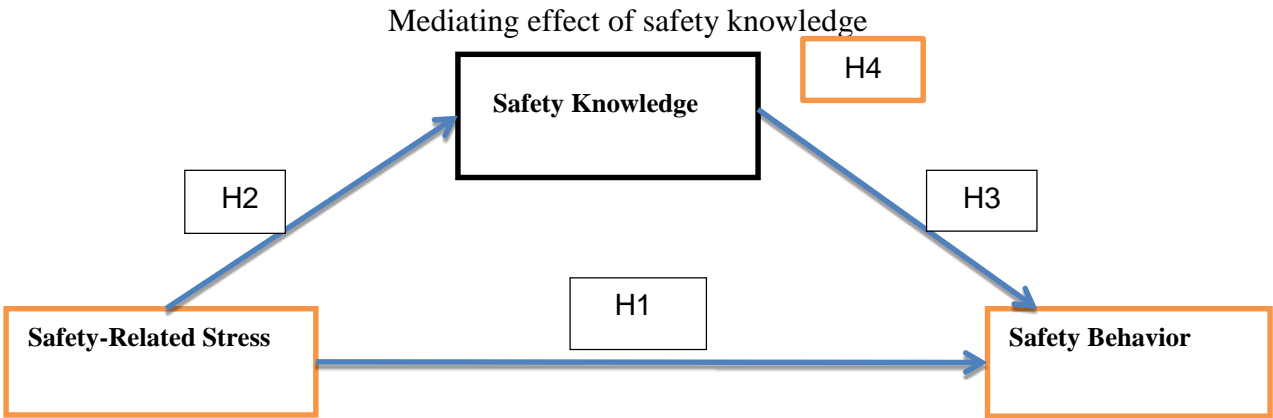 Mediating effect of safety knowledge
H4
Safety Knowledge
H2
H3
H1
Safety-Related Stress
Safety Behavior